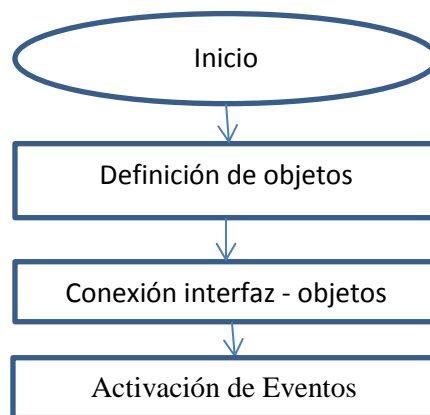 Inicio
Definición de objetos
Conexión interfaz - objetos
Activación de Eventos